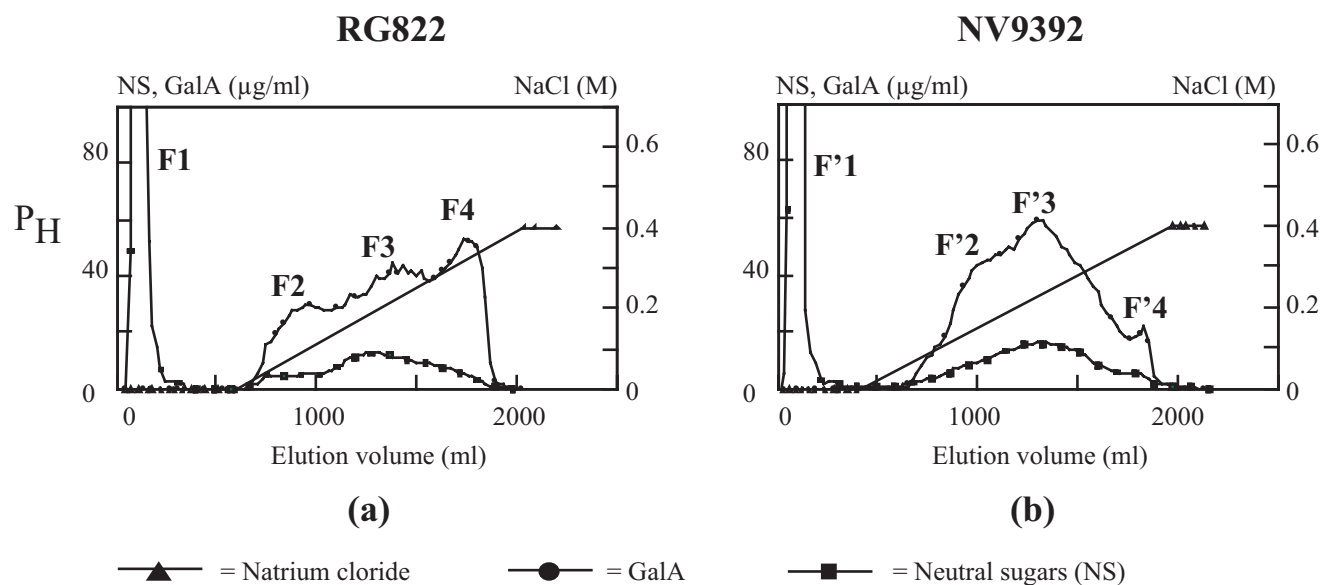 RG822
NV9392
NS, GalA (µg/ml)
NaCl (M)
NS, GalA (µg/ml)
NaCl (M)
80
40
0
F1
F2
F3
F4
0.6
0.4
0.2
0
PH
80
40
0
F'1
F'2
F'3
F'4
0.6
0.4
0.2
0
0
1000
2000
0
1000
2000
Elution volume (ml)
Elution volume (ml)
(a)
(b)
= Natrium cloride
= GalA
= Neutral sugars (NS)